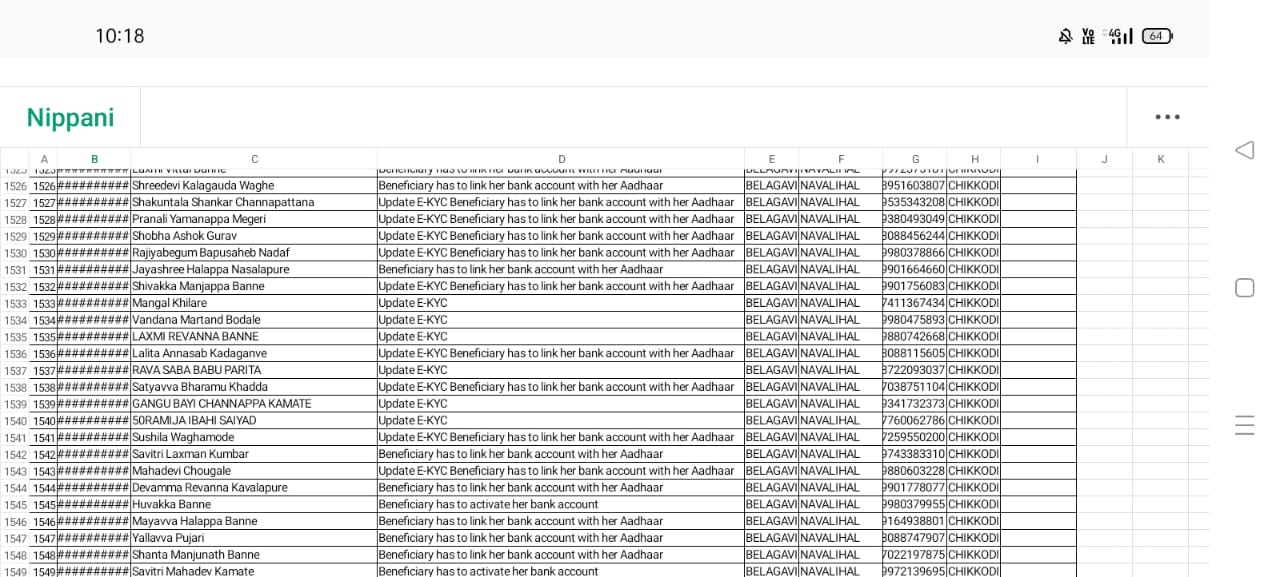 10:18
Vo LTE 4G 64
Nippani
A B C D E F G H I J K
1526 1526 ########## Shreedevi Kalagauda Waghe Beneficiary has to link her bank account with her Aadhaar BELAGAVI NAVALIHAL 8951603807 CHIKKODI
1527 1527 ########## Shakuntala Shankar Channapattana Update E-KYC Beneficiary has to link her bank account with her Aadhaar BELAGAVI NAVALIHAL 9535343208 CHIKKODI
1528 1528 ########## Pranali Yamanappa Megeri Update E-KYC Beneficiary has to link her bank account with her Aadhaar BELAGAVI NAVALIHAL 9380493049 CHIKKODI
1529 1529 ########## Shobha Ashok Gurav Update E-KYC Beneficiary has to link her bank account with her Aadhaar BELAGAVI NAVALIHAL 8088456244 CHIKKODI
1530 1530 ########## Rajiyabegum Bapusaheb Nadaf Update E-KYC Beneficiary has to link her bank account with her Aadhaar BELAGAVI NAVALIHAL 9980378866 CHIKKODI
1531 1531 ########## Jayashree Halappa Nasalapure Beneficiary has to link her bank account with her Aadhaar BELAGAVI NAVALIHAL 9901664660 CHIKKODI
1532 1532 ########## Shivakka Manjappa Banne Update E-KYC Beneficiary has to link her bank account with her Aadhaar BELAGAVI NAVALIHAL 9901756083 CHIKKODI
1533 1533 ########## Mangal Khilare Update E-KYC BELAGAVI NAVALIHAL 7411367434 CHIKKODI
1534 1534 ########## Vandana Martand Bodale Update E-KYC BELAGAVI NAVALIHAL 9980475893 CHIKKODI
1535 1535 ########## LAXMI REVANNA BANNE Update E-KYC BELAGAVI NAVALIHAL 9880742668 CHIKKODI
1536 1536 ########## Lalita Annasab Kadaganve Update E-KYC Beneficiary has to link her bank account with her Aadhaar BELAGAVI NAVALIHAL 8088115605 CHIKKODI
1537 1537 ########## RAVA SABA BABU PARITA Update E-KYC BELAGAVI NAVALIHAL 8722093037 CHIKKODI
1538 1538 ########## Satyavva Bharamu Khadda Update E-KYC Beneficiary has to link her bank account with her Aadhaar BELAGAVI NAVALIHAL 7038751104 CHIKKODI
1539 1539 ########## GANGU BAYI CHANNAPPA KAMATE Update E-KYC BELAGAVI NAVALIHAL 9341732373 CHIKKODI
1540 1540 ########## 50RAMIJA IBAHI SAIYAD Update E-KYC BELAGAVI NAVALIHAL 7760062786 CHIKKODI
1541 1541 ########## Sushila Waghamode Update E-KYC Beneficiary has to link her bank account with her Aadhaar BELAGAVI NAVALIHAL 7259550200 CHIKKODI
1542 1542 ########## Savitri Laxman Kumbar Beneficiary has to link her bank account with her Aadhaar BELAGAVI NAVALIHAL 9743383310 CHIKKODI
1543 1543 ########## Mahadevi Chougale Update E-KYC Beneficiary has to link her bank account with her Aadhaar BELAGAVI NAVALIHAL 9880603228 CHIKKODI
1544 1544 ########## Devamma Revanna Kavalapure Beneficiary has to link her bank account with her Aadhaar BELAGAVI NAVALIHAL 9901778077 CHIKKODI
1545 1545 ########## Huvakka Banne Beneficiary has to activate her bank account BELAGAVI NAVALIHAL 9980379955 CHIKKODI
1546 1546 ########## Mayavva Halappa Banne Beneficiary has to link her bank account with her Aadhaar BELAGAVI NAVALIHAL 9164938801 CHIKKODI
1547 1547 ########## Yallavva Pujari Beneficiary has to link her bank account with her Aadhaar BELAGAVI NAVALIHAL 8088747907 CHIKKODI
1548 1548 ########## Shanta Manjunath Banne Beneficiary has to link her bank account with her Aadhaar BELAGAVI NAVALIHAL 7022197875 CHIKKODI
1549 1549 ########## Savitri Mahadev Kamate Beneficiary has to activate her bank account BELAGAVI NAVALIHAL 9972139695 CHIKKODI